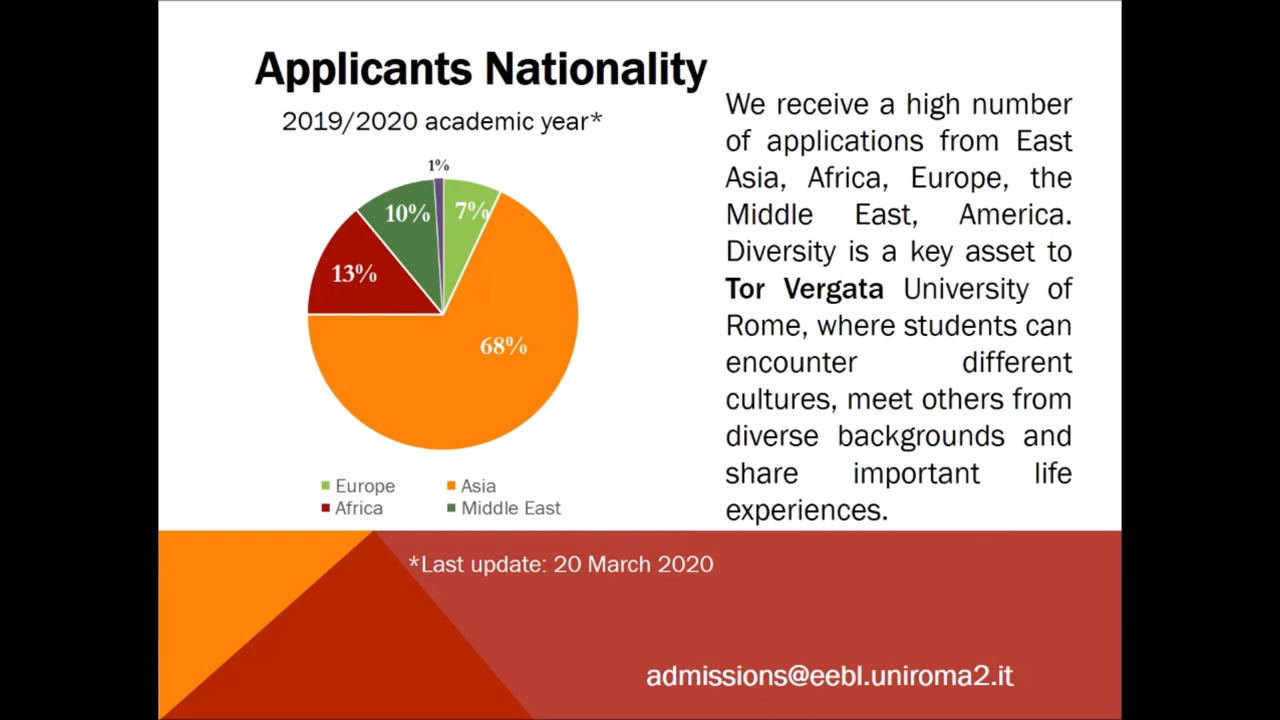 Applicants Nationality
2019/2020 academic year*
1%
10%
7%
13%
68%
Europe
Asia
Africa
Middle East
We receive a high number
of applications from East
Asia, Africa, Europe, the
Middle East, America.
Diversity is a key asset to
Tor Vergata University of
Rome, where students can
encounter different
cultures, meet others from
diverse backgrounds and
share important life
experiences.
*Last update: 20 March 2020
admissions@eebl.uniroma2.it